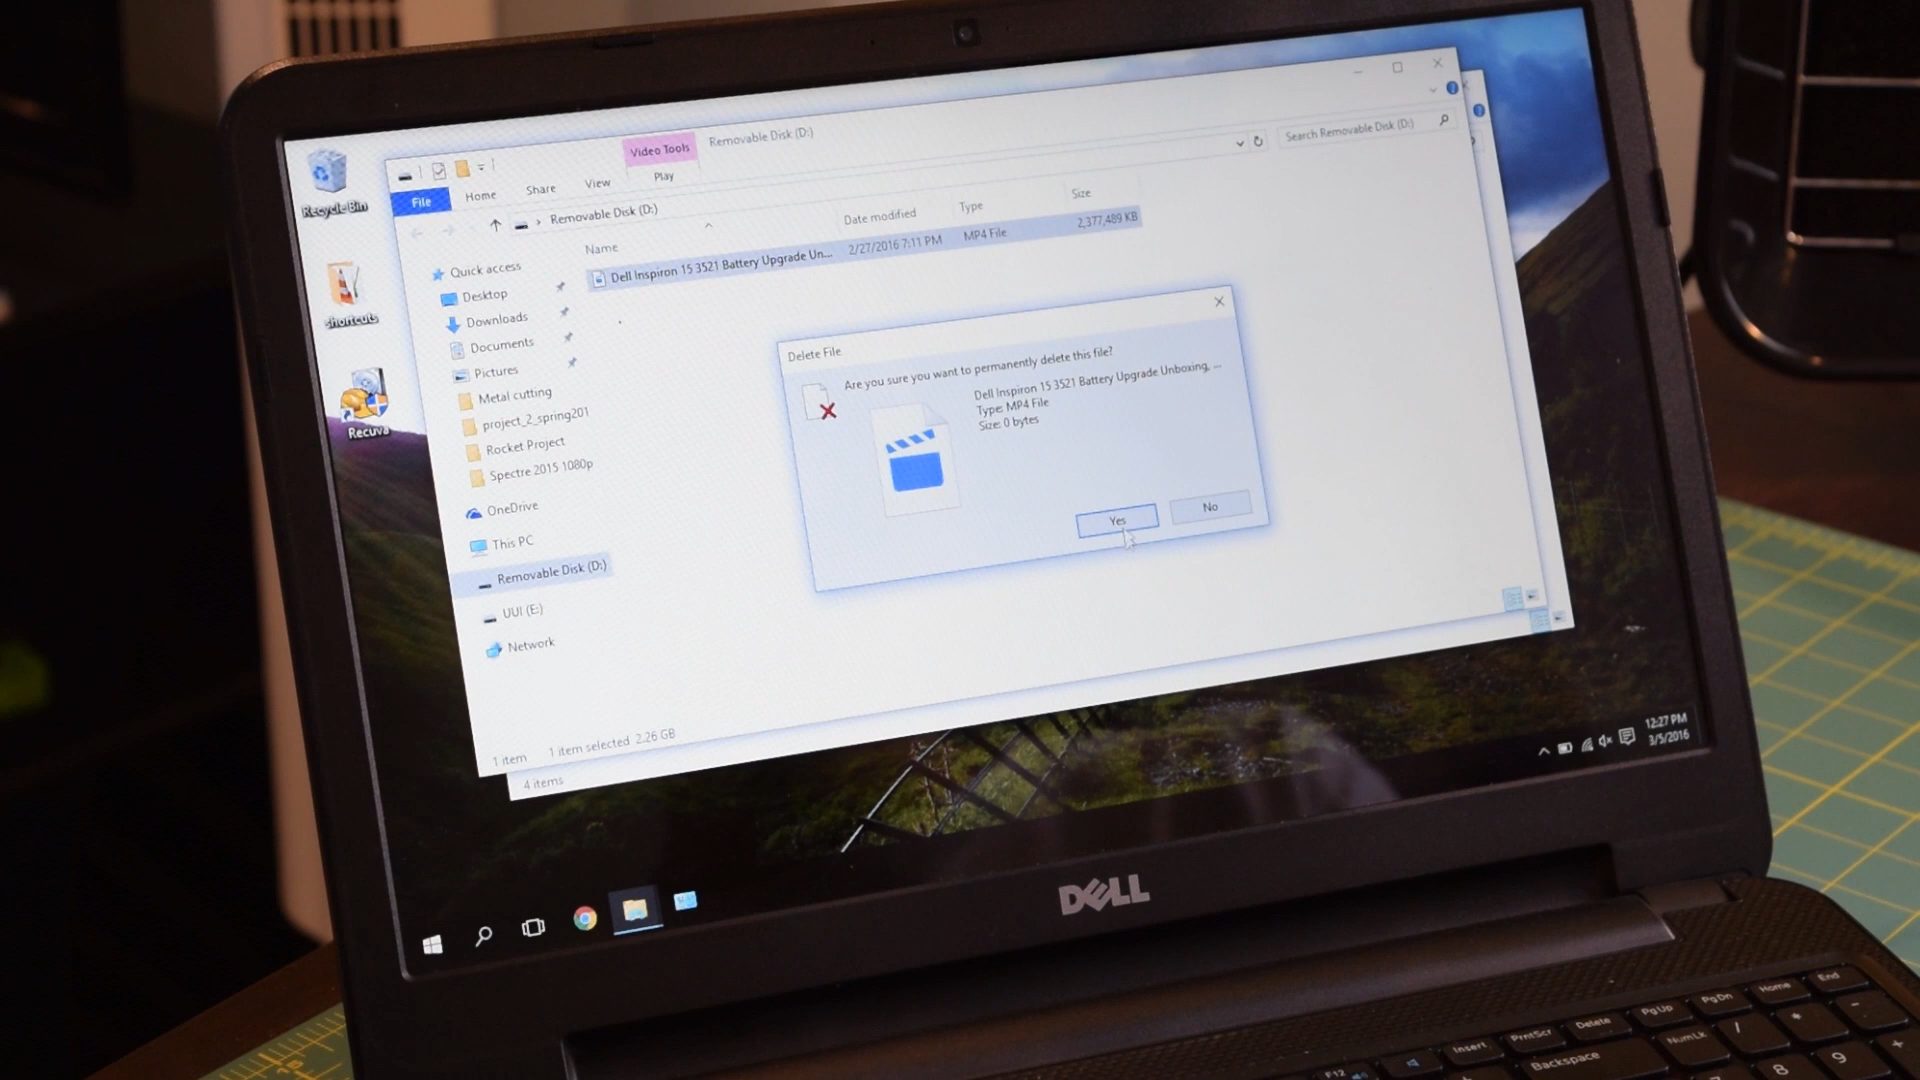 Recycle Bin
shortcuts
Recuva
Video Tools
Removable Disk (D:)
File
Home
Share
View
Play
Removable Disk (D:)
Search Removable Disk (D:)
Name
Date modified
Type
Size
Dell Inspiron 15 3521 Battery Upgrade Un...
2/27/2016 7:11 PM
MP4 File
2,377,489 KB
Quick access
Desktop
Downloads
Documents
Pictures
Metal cutting
project_2_spring201
Rocket Project
Spectre 2015 1080p
OneDrive
This PC
Removable Disk (D:)
UUI (E:)
Network
Delete File
Are you sure you want to permanently delete this file?
Dell Inspiron 15 3521 Battery Upgrade Unboxing, ...
Type: MP4 File
Size: 0 bytes
Yes
No
1 item
1 item selected 2.26 GB
4 items
12:27 PM
3/5/2016
DELL
F12
Insert
PrntScr
Delete
PgUp
PgDn
Home
End
Backspace
NumLk
/
*
-
7
8
9
+
15